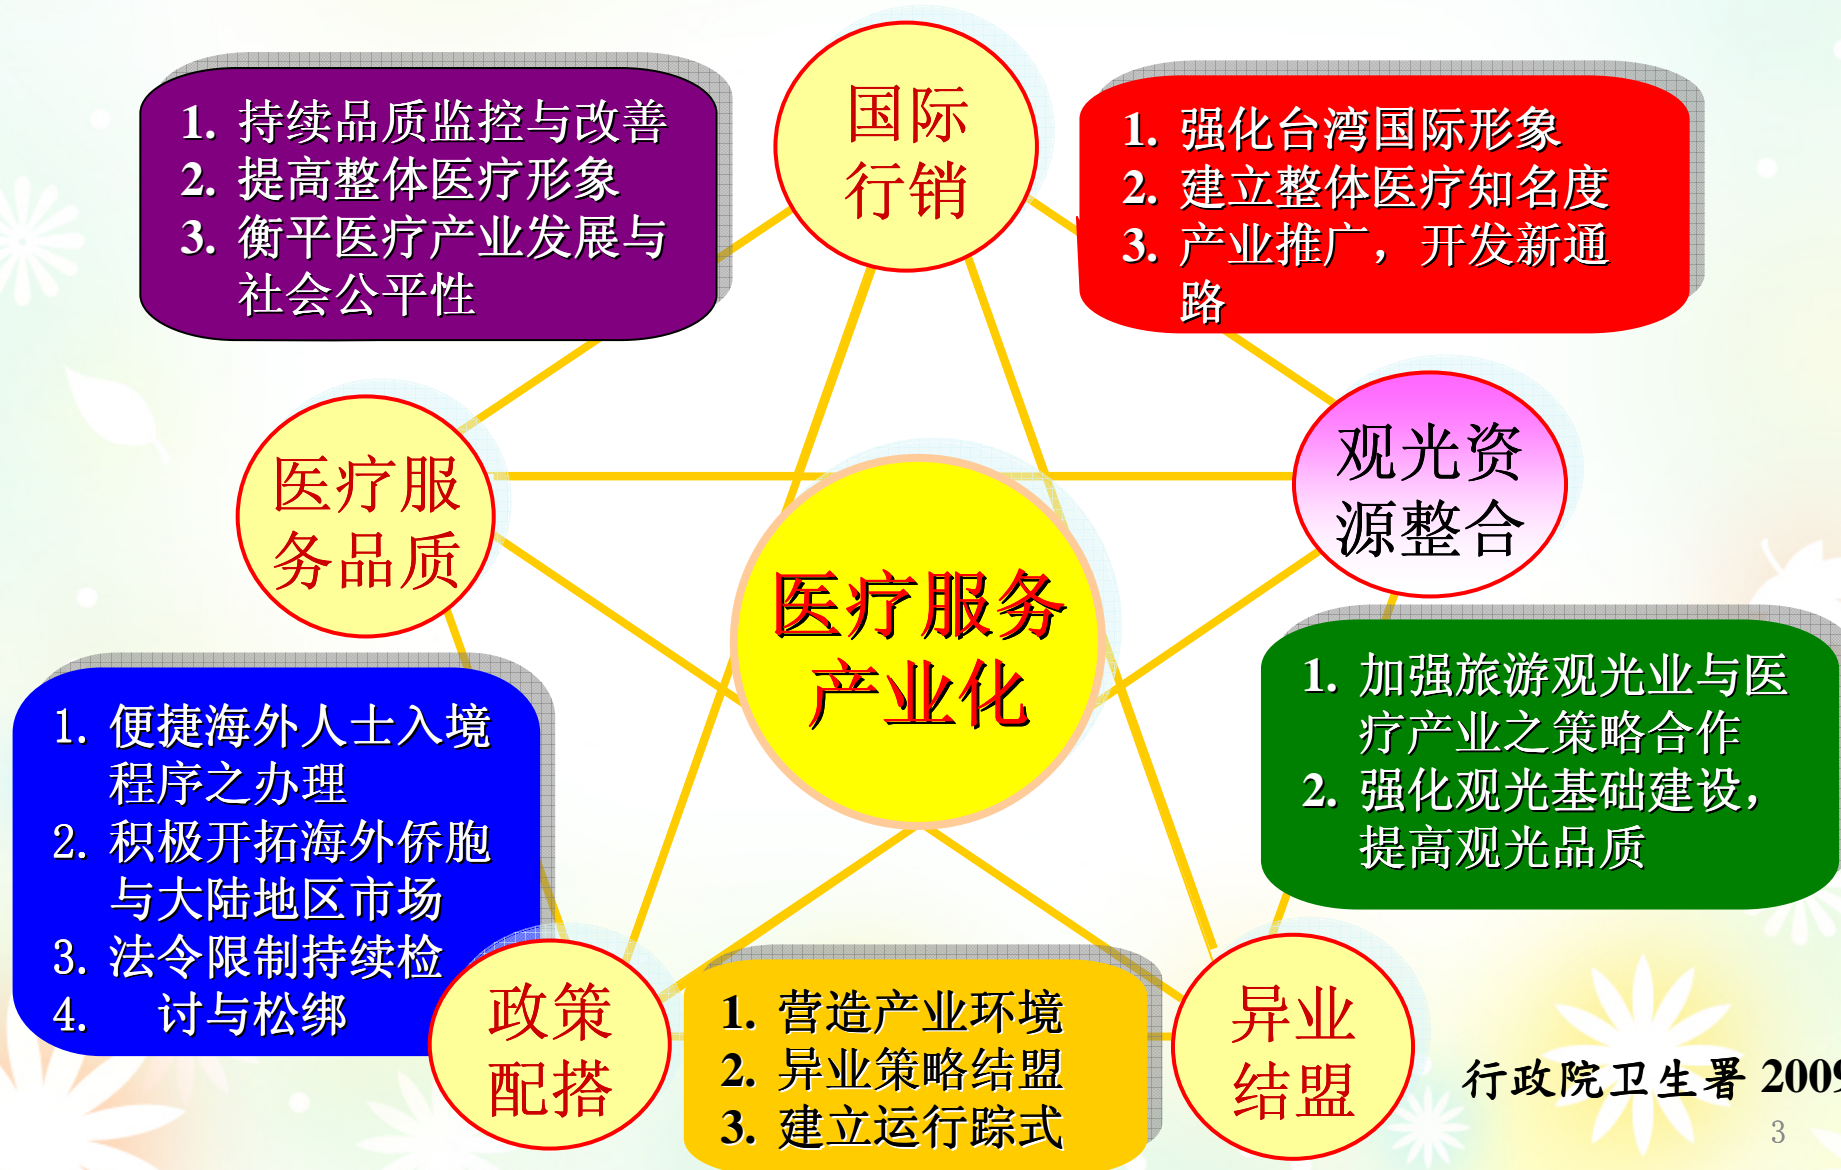 国际
行销
1. 持续品质监控与改善
2. 提高整体医疗形象
3. 衡平医疗产业发展与
社会公平性
1. 强化台湾国际形象
2. 建立整体医疗知名度
3. 产业推广，开发新通
路
医疗服
务品质
观光资
源整合
医疗服务
产业化
1. 便捷海外人士入境
程序之办理
2. 积极开拓海外侨胞
与大陆地区市场
3. 法令限制持续检
4. 讨与松绑
1. 加强旅游观光业与医
疗产业之策略合作
2. 强化观光基础建设，
提高观光品质
政策
配搭
1. 营造产业环境
2. 异业策略结盟
3. 建立运行踪式
异业
结盟
行政院卫生署 2009
3